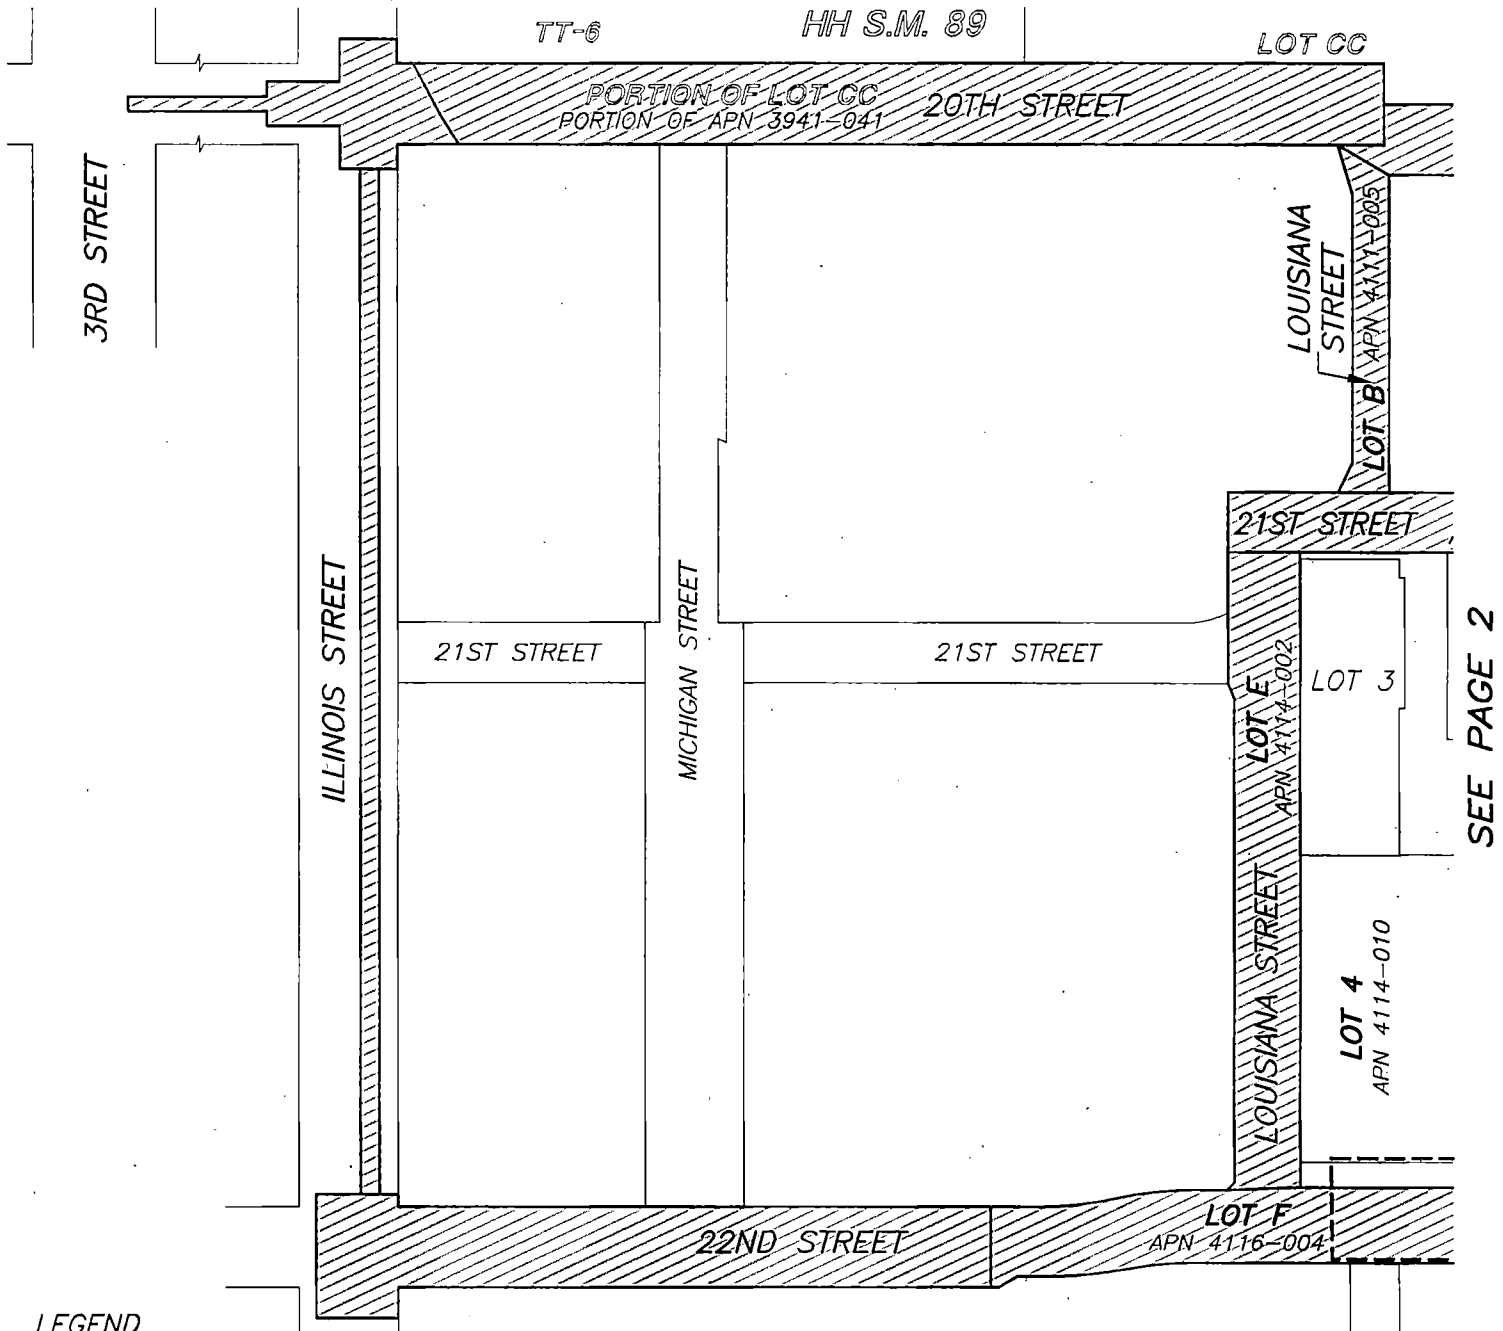 TT-6
HH S.M. 89
LOT CC
PORTION OF LOT CC
PORTION OF APN 3941-041
20TH STREET
3RD STREET
LOUISIANA
STREET
LOT B
APN 4111-005
21ST STREET
ILLINOIS STREET
MICHIGAN STREET
21ST STREET
21ST STREET
LOT E
APN 4114-002
LOT 3
SEE PAGE 2
LOUISIANA STREET
LOT 4
APN 4114-010
22ND STREET
LOT F
APN 4116-004
LEGEND